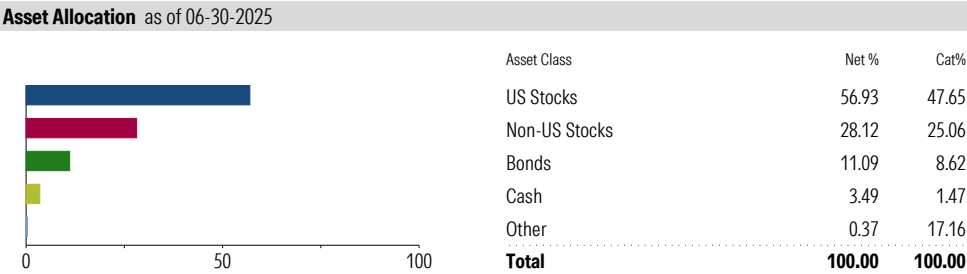 Asset Allocation as of 06-30-2025
Asset Class Net % Cat%
US Stocks 56.93 47.65
Non-US Stocks 28.12 25.06
Bonds 11.09 8.62
Cash 3.49 1.47
Other 0.37 17.16
Total 100.00 100.00
0 50 100